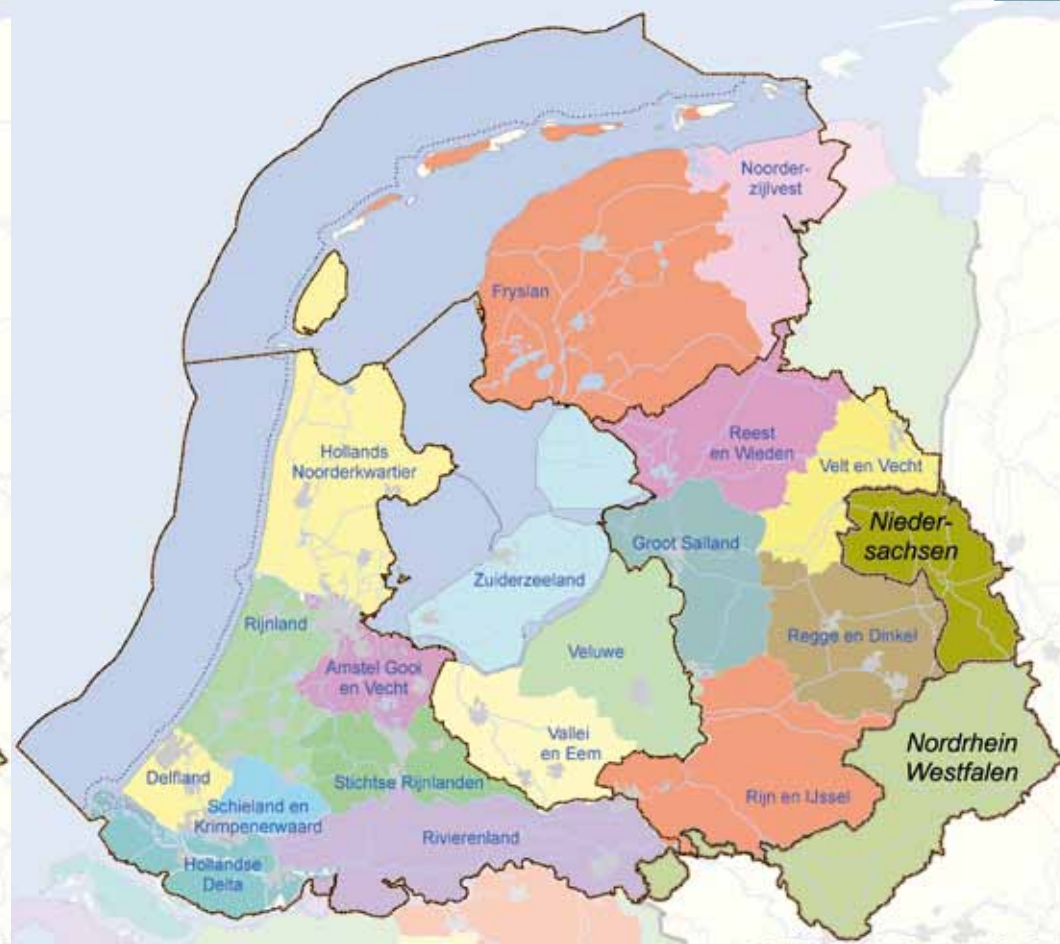 Noorder-
zijlvest
Fryslan
Hollands
Noorderkwartier
Reest
en Wieden
Velt en Vecht
Nieder-
sachsen
Groot Salland
Zuiderzeeland
Rijnland
Regge en Dinkel
Veluwe
Amstel Gooi
en Vecht
Vallei
en Eem
Nordrhein
Westfalen
Delfland
Stichtse Rijnlanden
Schieland en
Krimpenerwaard
Rijn en IJssel
Rivierenland
Hollandse
Delta